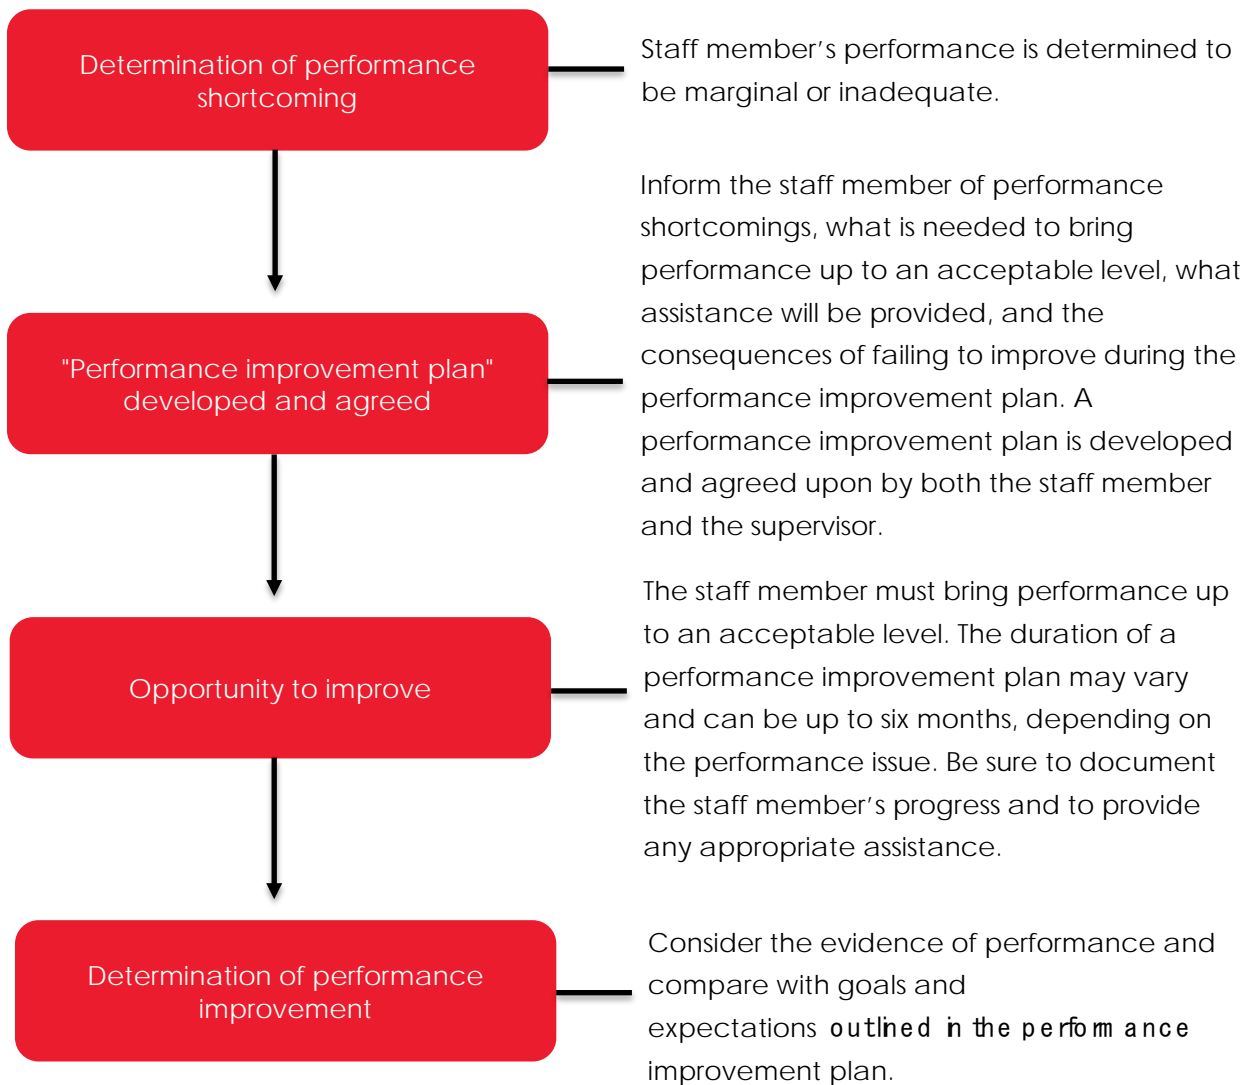 Determination of performance
shortcoming
Staff member’s performance is determined to
be marginal or inadequate.
"Performance improvement plan"
developed and agreed
Inform the staff member of performance
shortcomings, what is needed to bring
performance up to an acceptable level, what
assistance will be provided, and the
consequences of failing to improve during the
performance improvement plan. A
performance improvement plan is developed
and agreed upon by both the staff member
and the supervisor.
Opportunity to improve
The staff member must bring performance up
to an acceptable level. The duration of a
performance improvement plan may vary
and can be up to six months, depending on
the performance issue. Be sure to document
the staff member’s progress and to provide
any appropriate assistance.
Determination of performance
improvement
Consider the evidence of performance and
compare with goals and
expectations outlined in the performance
improvement plan.